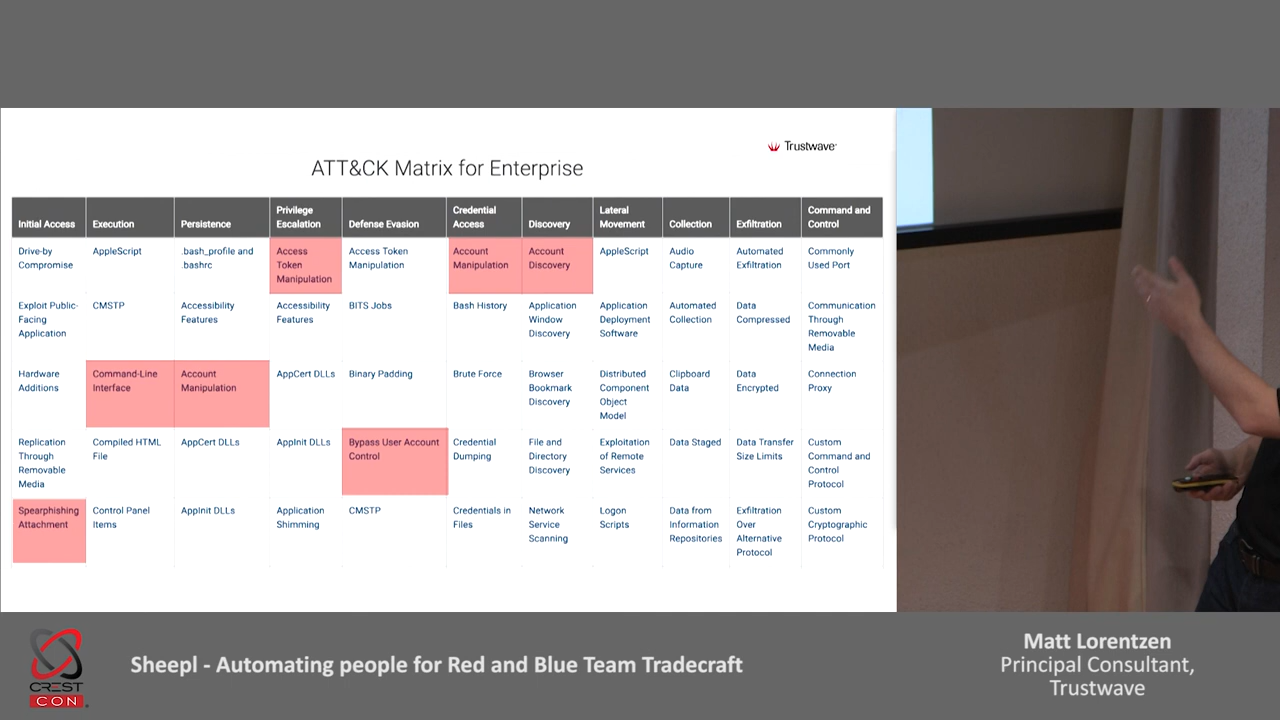 Trustwave
ATT&CK Matrix for Enterprise
Initial Access
Execution
Persistence
Privilege
Escalation
Defense Evasion
Credential
Access
Discovery
Lateral
Movement
Collection
Exfiltration
Command and
Control
Drive-by
Compromise
AppleScript
.bash_profile and
.bashrc
Access
Token
Manipulation
Access Token
Manipulation
Account
Manipulation
Account
Discovery
AppleScript
Audio
Capture
Automated
Exfiltration
Commonly
Used Port
Exploit Public-
Facing
Application
CMSTP
Accessibility
Features
Accessibility
Features
BITS Jobs
Bash History
Application
Window
Discovery
Application
Deployment
Software
Automated
Collection
Data
Compressed
Communication
Through
Removable
Media
Hardware
Additions
Command-Line
Interface
Account
Manipulation
AppCert DLLs
Binary Padding
Brute Force
Browser
Bookmark
Discovery
Distributed
Component
Object
Model
Clipboard
Data
Data
Encrypted
Connection
Proxy
Replication
Through
Removable
Media
Compiled HTML
File
AppCert DLLs
AppInit DLLs
Bypass User Account
Control
Credential
Dumping
File and
Directory
Discovery
Exploitation
of Remote
Services
Data Staged
Data Transfer
Size Limits
Custom
Command and
Control
Protocol
Spearphishing
Attachment
Control Panel
Items
AppInit DLLs
Application
Shimming
CMSTP
Credentials in
Files
Network
Service
Scanning
Logon
Scripts
Data from
Information
Repositories
Exfiltration
Over
Alternative
Protocol
Custom
Cryptographic
Protocol
CREST
CON
Sheepl - Automating people for Red and Blue Team Tradecraft
Matt Lorentzen
Principal Consultant,
Trustwave